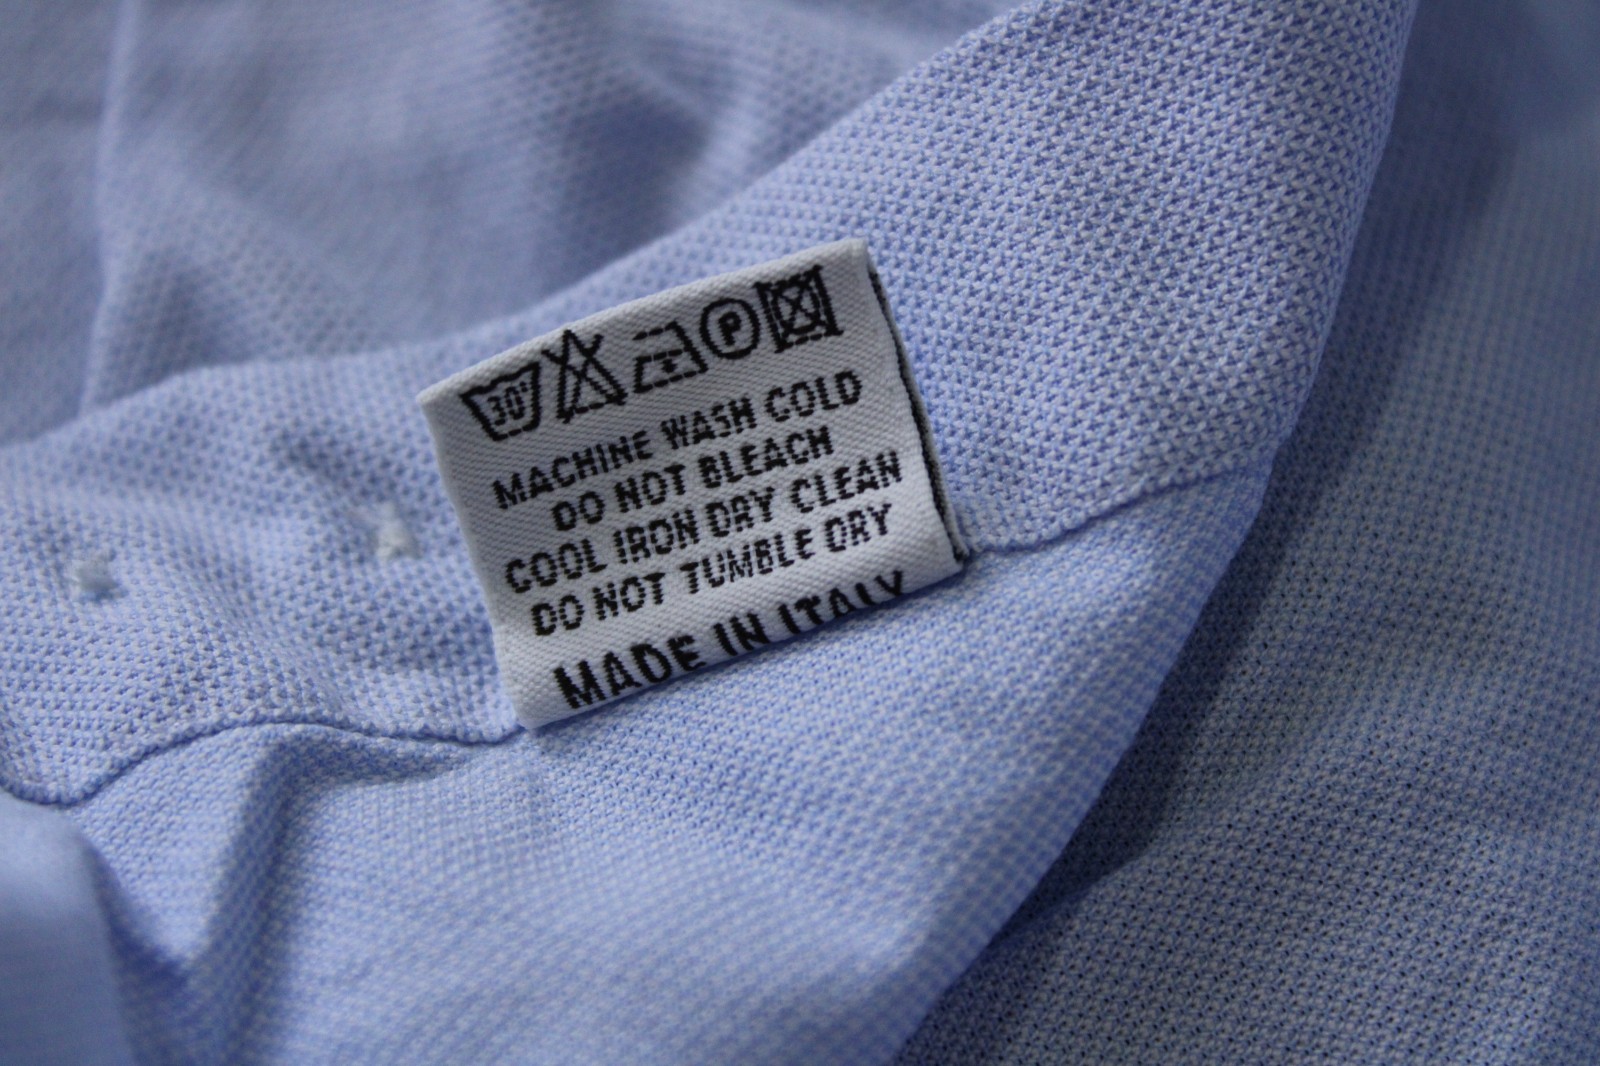 30° P
MACHINE WASH COLD
DO NOT BLEACH
COOL IRON DRY CLEAN
DO NOT TUMBLE DRY
MADE IN ITALY